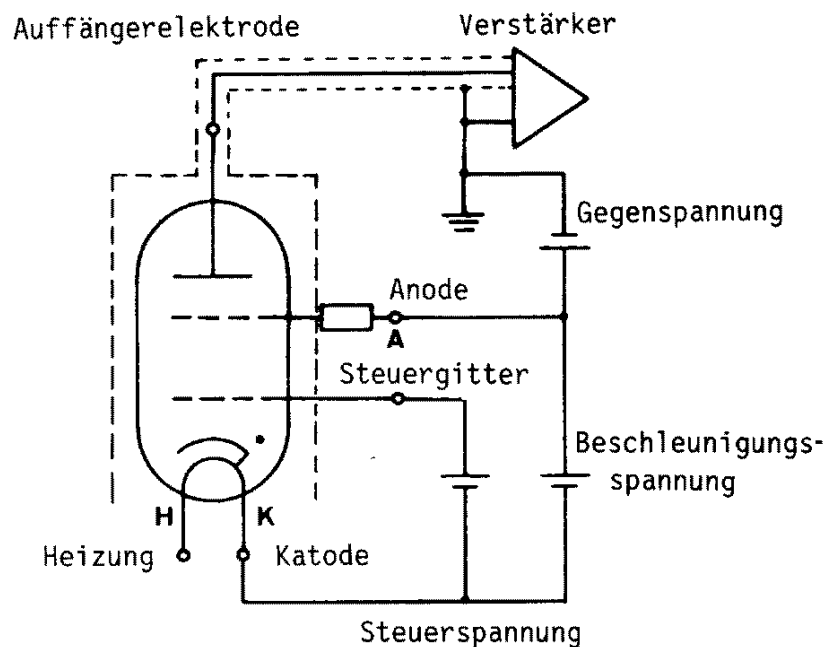 Auffängerelektrode
Verstärker
Gegenspannung
Anode
A
Steuergitter
Beschleunigungs-
spannung
H
K
Heizung
Katode
Steuerspannung